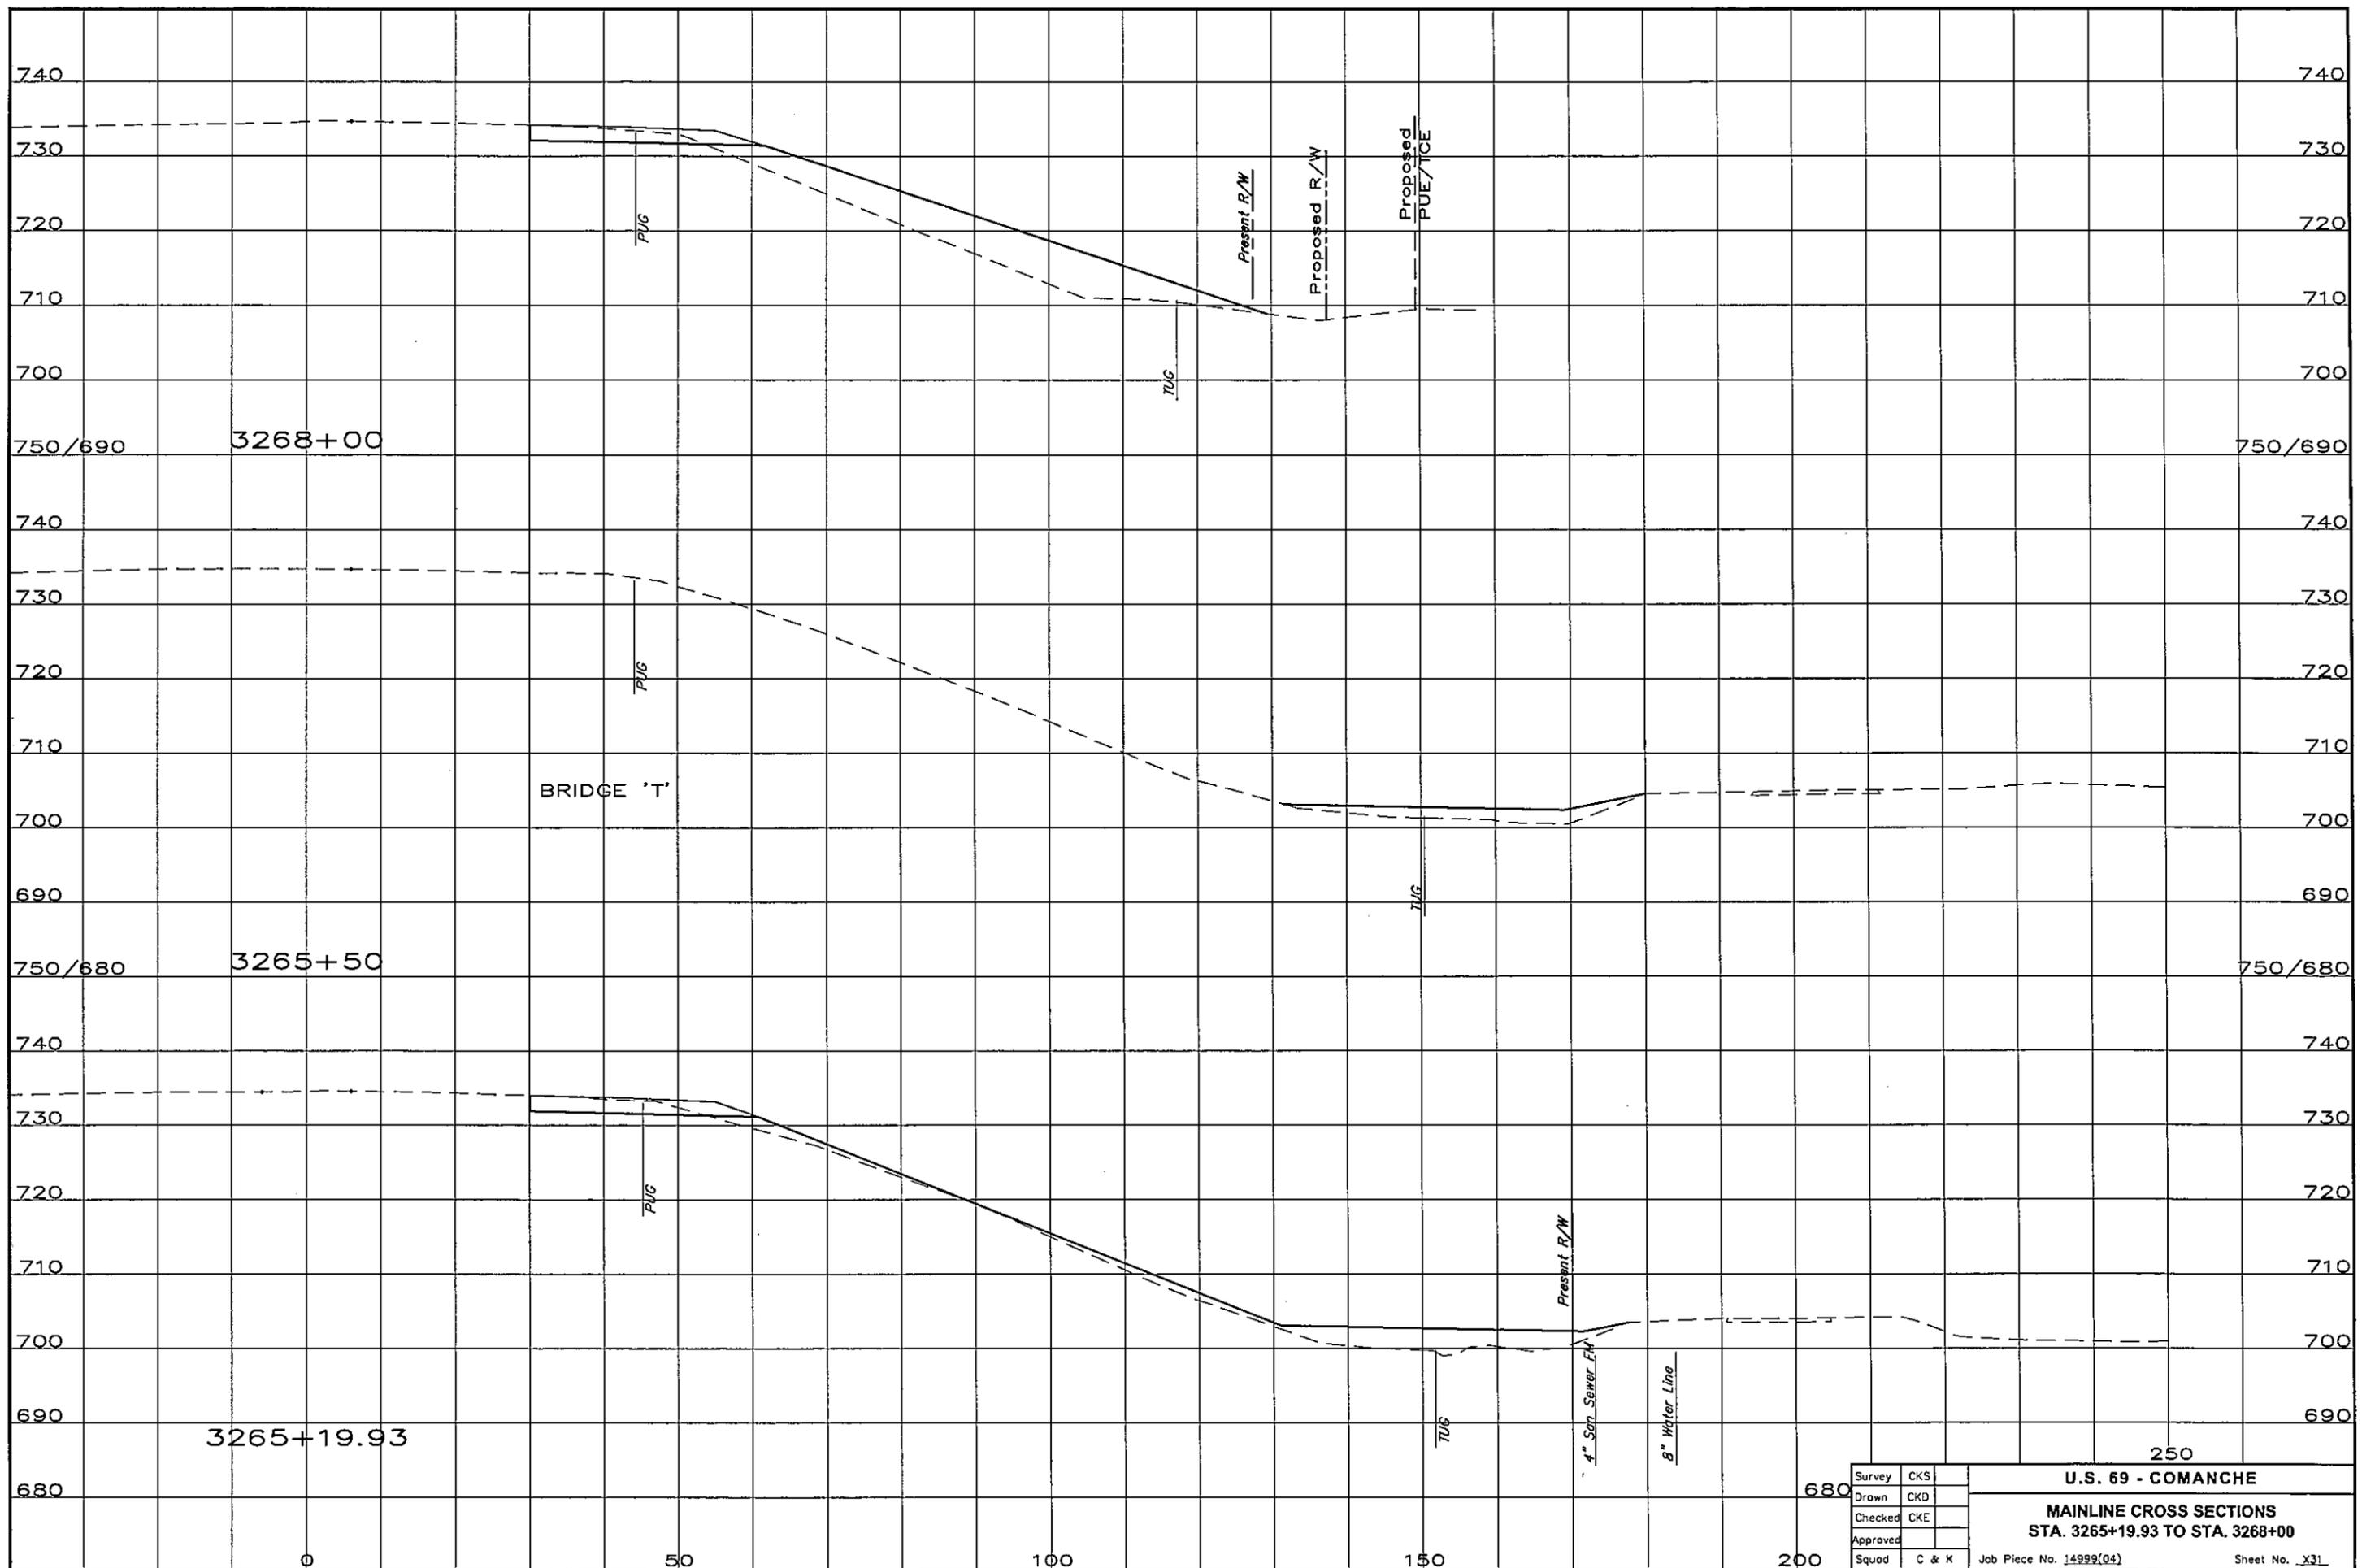 740 740
730 730
Present R/W
Proposed R/W
Proposed
PUE/TCE
PUG
720 720
710 710
TUG
700 700
3268+00
750/690 750/690
740 740
730 730
PUG
720 720
710 710
BRIDGE 'T'
700 700
TUG
690 690
3265+50
750/680 750/680
740 740
730 730
PUG
720 720
Present R/W
710 710
700 700
4" San Sewer FM
8" Water Line
TUG
690 690
3265+19.93
250
680 680
0 50 100 150 200
Survey CKS
Drawn CKD
Checked CKE
Approved
Squad C & K
U.S. 69 - COMANCHE
MAINLINE CROSS SECTIONS
STA. 3265+19.93 TO STA. 3268+00
Job Piece No. 14999(04) Sheet No. X31